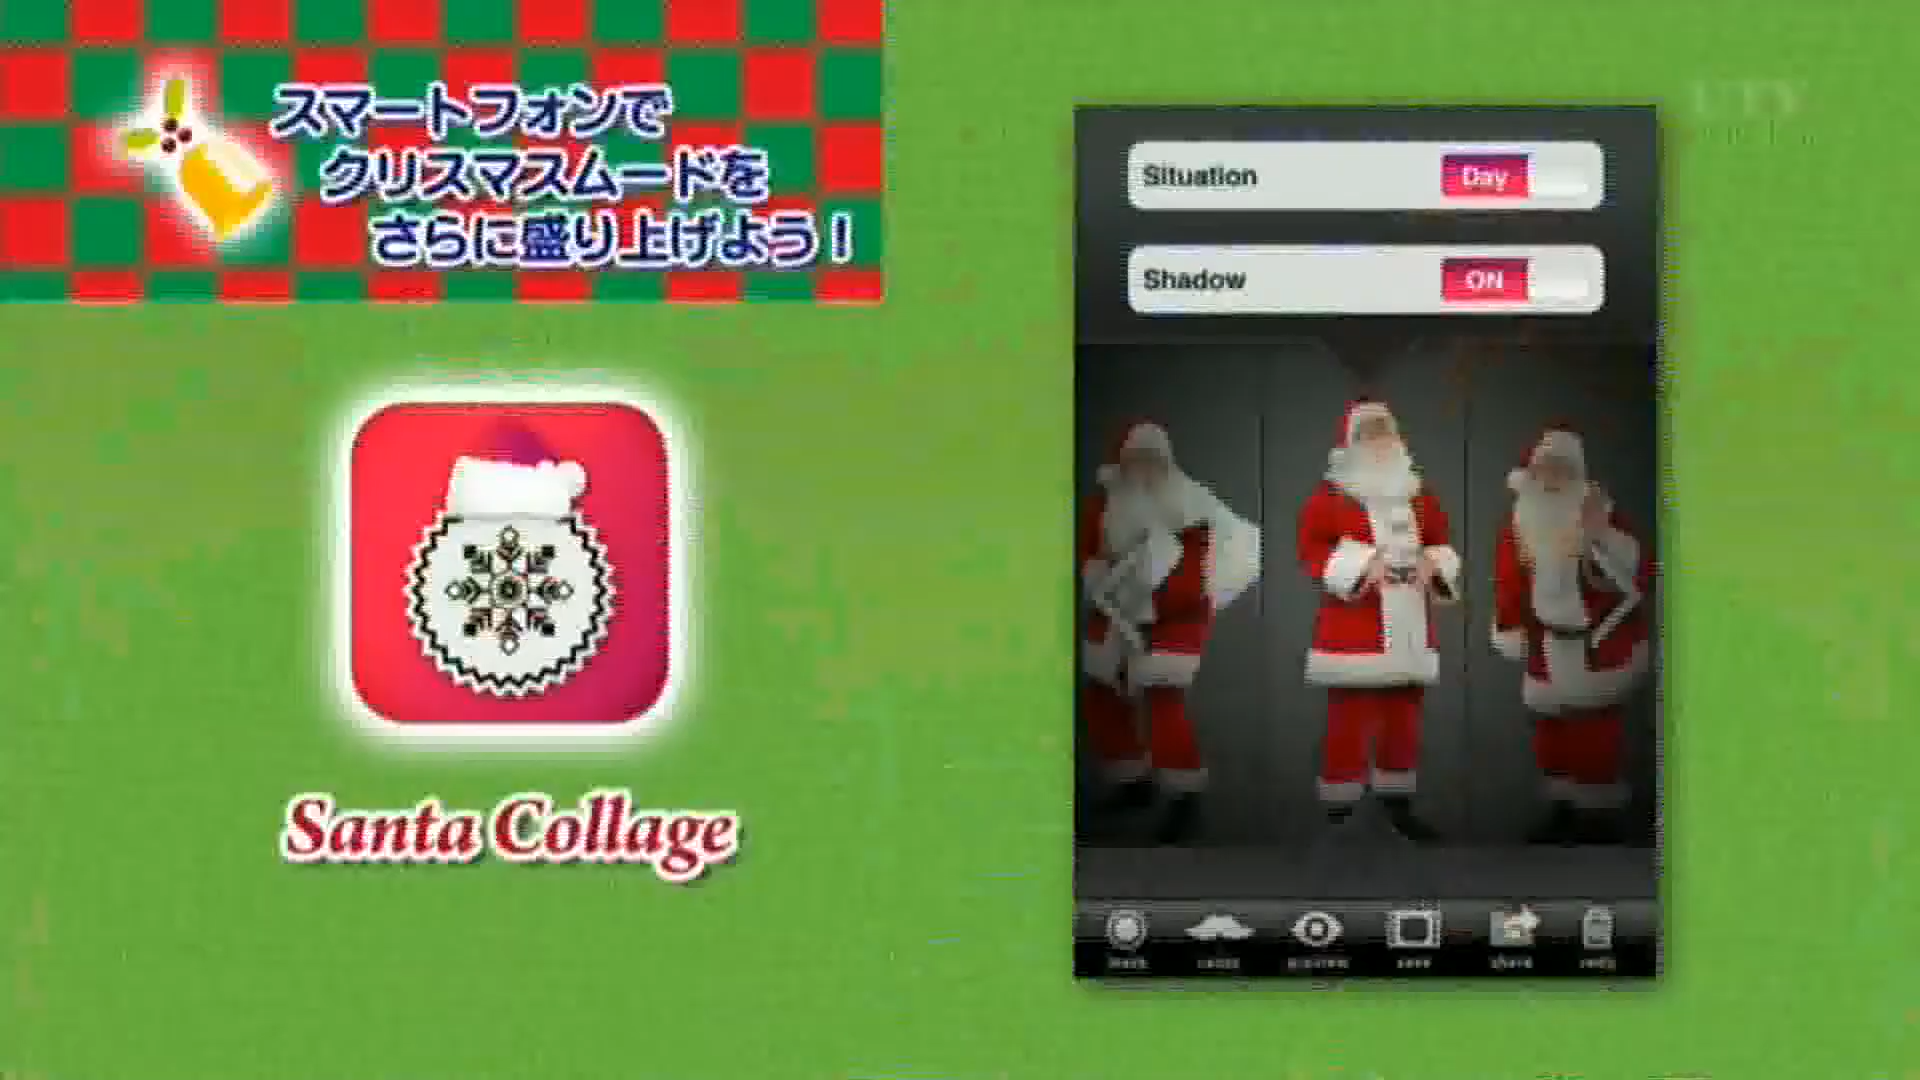 スマートフォンで
クリスマスムードを
さらに盛り上げよう！
UTY
Situation Day
Shadow ON
Santa Collage